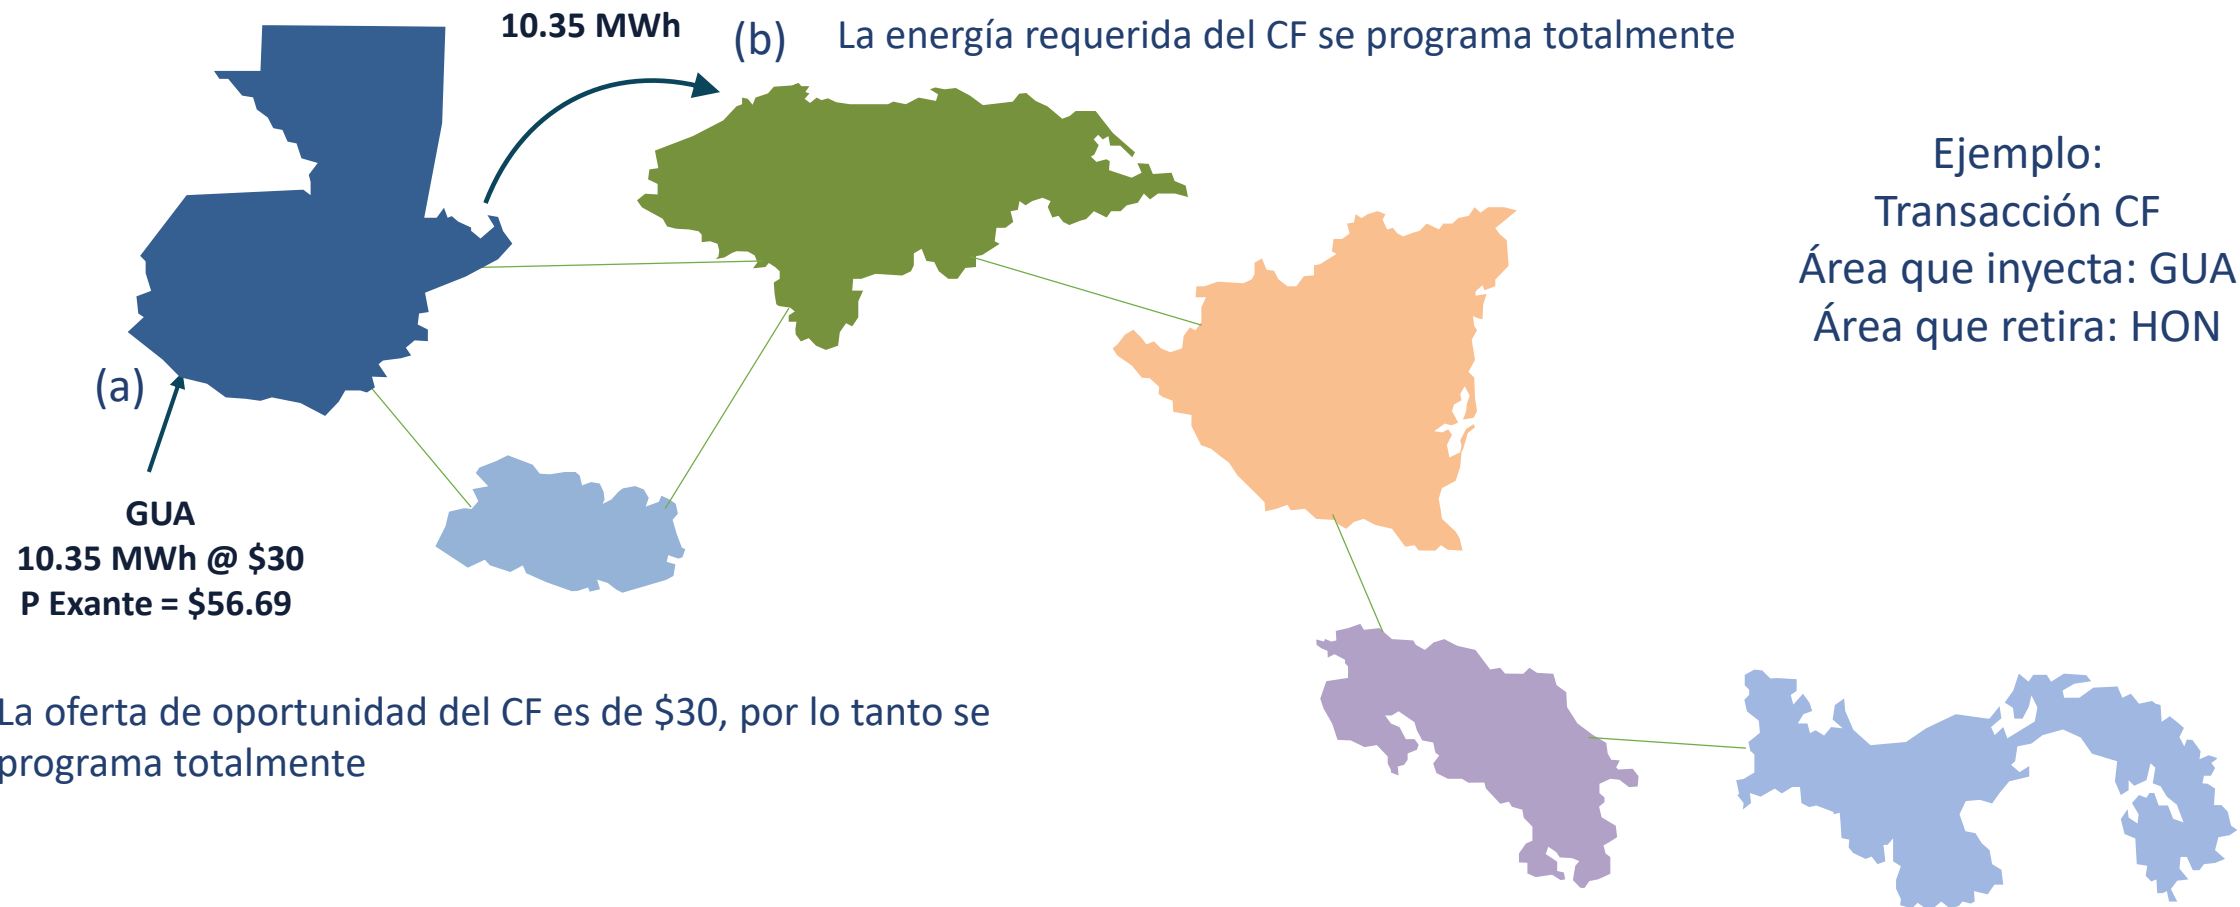 10.35 MWh
(b) La energía requerida del CF se programa totalmente
Ejemplo:
Transacción CF
Área que inyecta: GUA
Área que retira: HON
(a)
GUA
10.35 MWh @ $30
P Exante = $56.69
La oferta de oportunidad del CF es de $30, por lo tanto se
programa totalmente